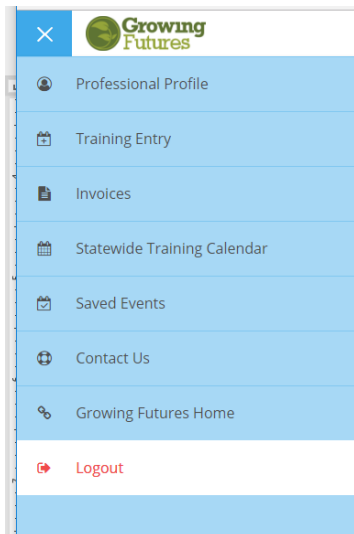 Growing
Futures
Professional Profile
Training Entry
Invoices
Statewide Training Calendar
Saved Events
Contact Us
Growing Futures Home
Logout